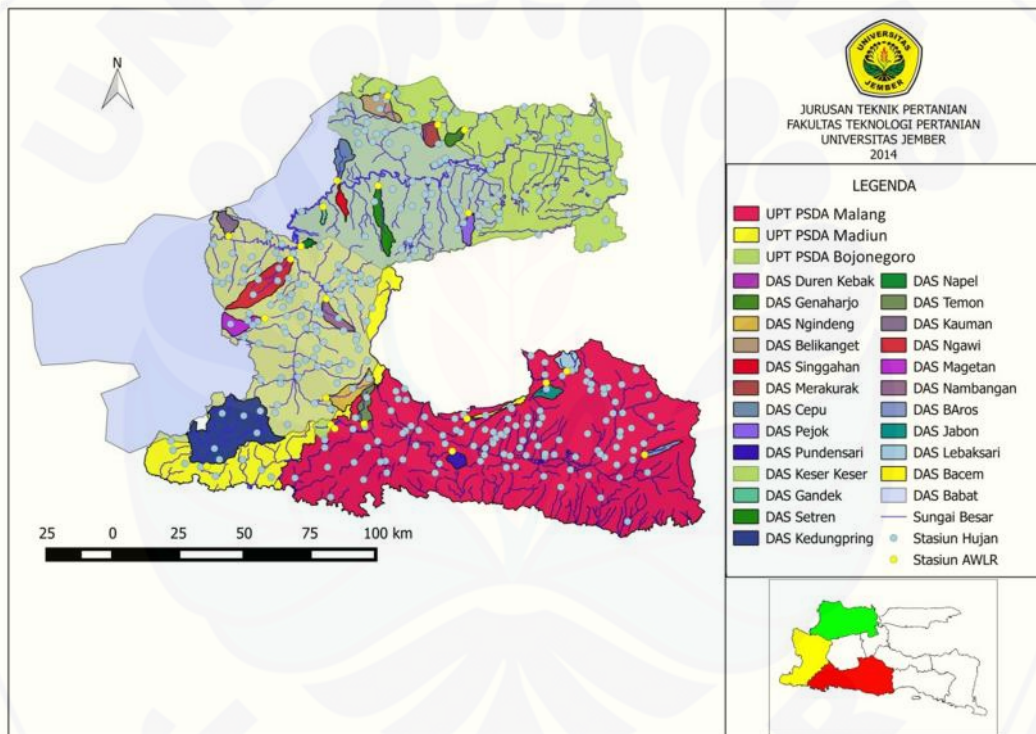 N
25 0 25 50 75 100 km
UNIVERSITAS
JEMBER
JURUSAN TEKNIK PERTANIAN
FAKULTAS TEKNOLOGI PERTANIAN
UNIVERSITAS JEMBER
2014
LEGENDA
UPT PSDA Malang
UPT PSDA Madiun
UPT PSDA Bojonegoro
DAS Duren Kebak
DAS Genaharjo
DAS Ngindeng
DAS Belikanget
DAS Singgahan
DAS Merakurak
DAS Cepu
DAS Pejok
DAS Pundensari
DAS Keser Keser
DAS Gandek
DAS Setren
DAS Kedungpring
DAS Napel
DAS Temon
DAS Kauman
DAS Ngawi
DAS Magetan
DAS Nambangan
DAS BAros
DAS Jabon
DAS Lebaksari
DAS Bacem
DAS Babat
Sungai Besar
Stasiun Hujan
Stasiun AWLR